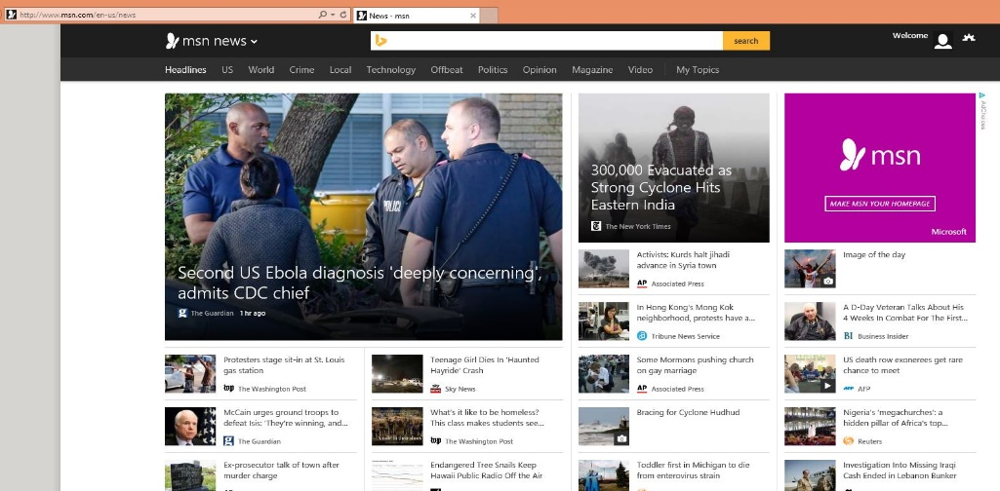 http://www.msn.com/en-us/news
News - msn
msn news
search
Welcome
Headlines US World Crime Local Technology Offbeat Politics Opinion Magazine Video My Topics
POLICE
Second US Ebola diagnosis 'deeply concerning',
admits CDC chief
The Guardian 1 hr ago
300,000 Evacuated as
Strong Cyclone Hits
Eastern India
The New York Times
AdChoices
msn
MAKE MSN YOUR HOMEPAGE
Microsoft
Activists: Kurds halt jihadi
advance in Syria town
AP Associated Press
Image of the day
In Hong Kong's Mong Kok
neighborhood, protests have a...
Tribune News Service
A D-Day Veteran Talks About His
4 Weeks In Combat For The First...
BI Business Insider
Protesters stage sit-in at St. Louis
gas station
wp The Washington Post
Teenage Girl Dies In 'Haunted
Hayride' Crash
Sky News
Some Mormons pushing church
on gay marriage
AP Associated Press
US death row exonerees get rare
chance to meet
AFP AFP
McCain urges ground troops to
defeat Isis: 'They're winning, and...
The Guardian
What's it like to be homeless?
This class makes students see...
wp The Washington Post
Bracing for Cyclone Hudhud
Nigeria's 'megachurches': a
hidden pillar of Africa's top...
Reuters
Ex-prosecutor talk of town after
murder charge
Endangered Tree Snails Keep
Hawaii Public Radio Off the Air
Toddler first in Michigan to die
from enterovirus strain
Investigation Into Missing Iraqi
Cash Ended in Lebanon Bunker